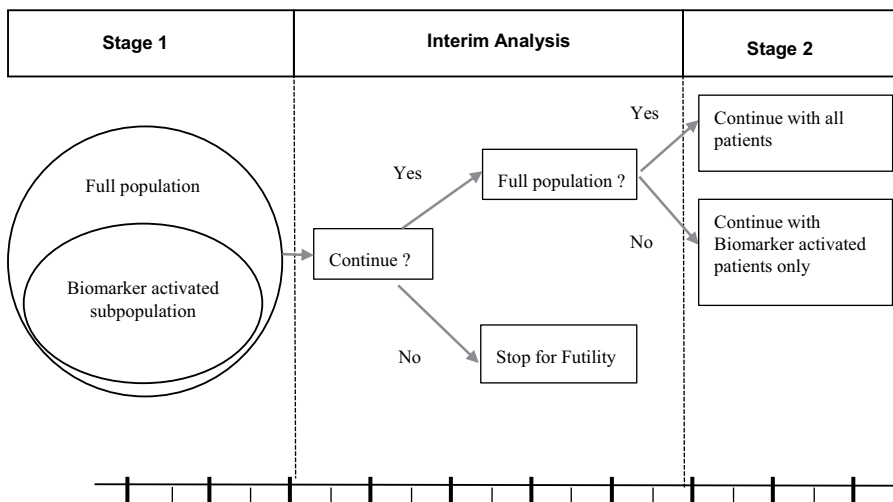 Stage 1
Interim Analysis
Stage 2
Full population
Biomarker activated
subpopulation
Continue ?
Yes
No
Full population ?
Stop for Futility
Yes
No
Continue with all
patients
Continue with
Biomarker activated
patients only